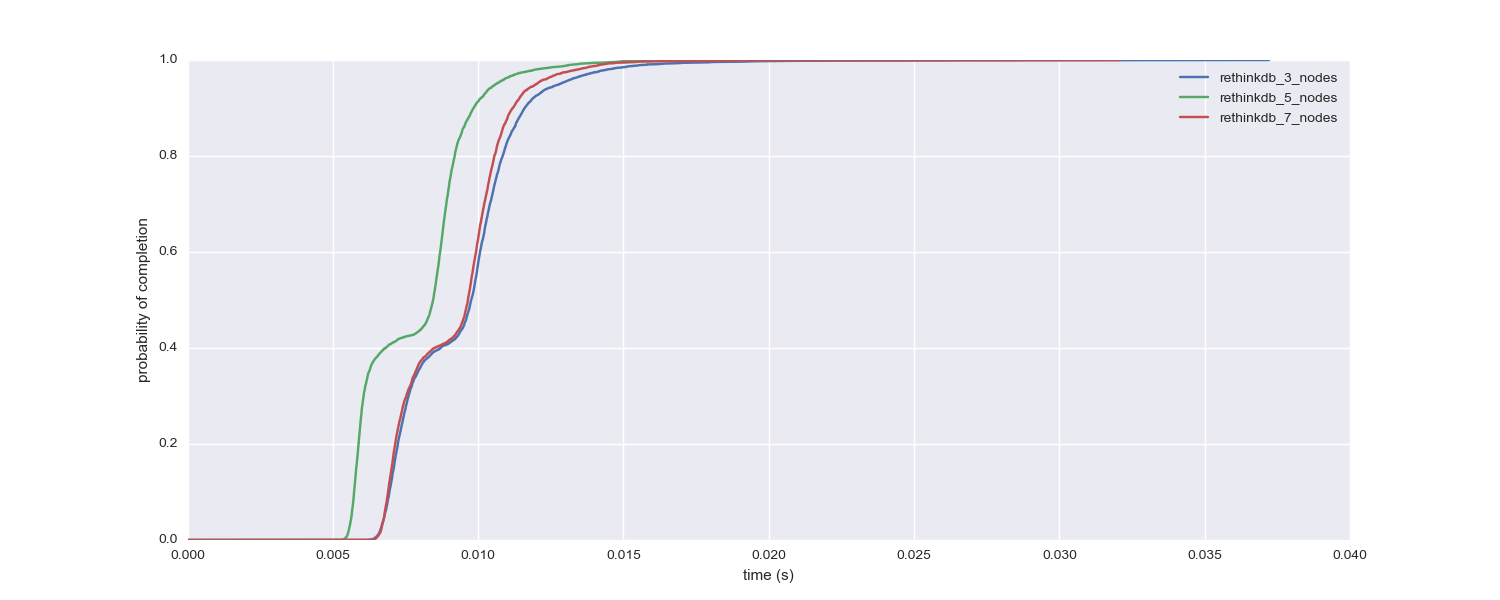 1.0
0.8
0.6
0.4
0.2
0.0
probability of completion
rethinkdb_3_nodes
rethinkdb_5_nodes
rethinkdb_7_nodes
0.000 0.005 0.010 0.015 0.020 0.025 0.030 0.035 0.040
time (s)